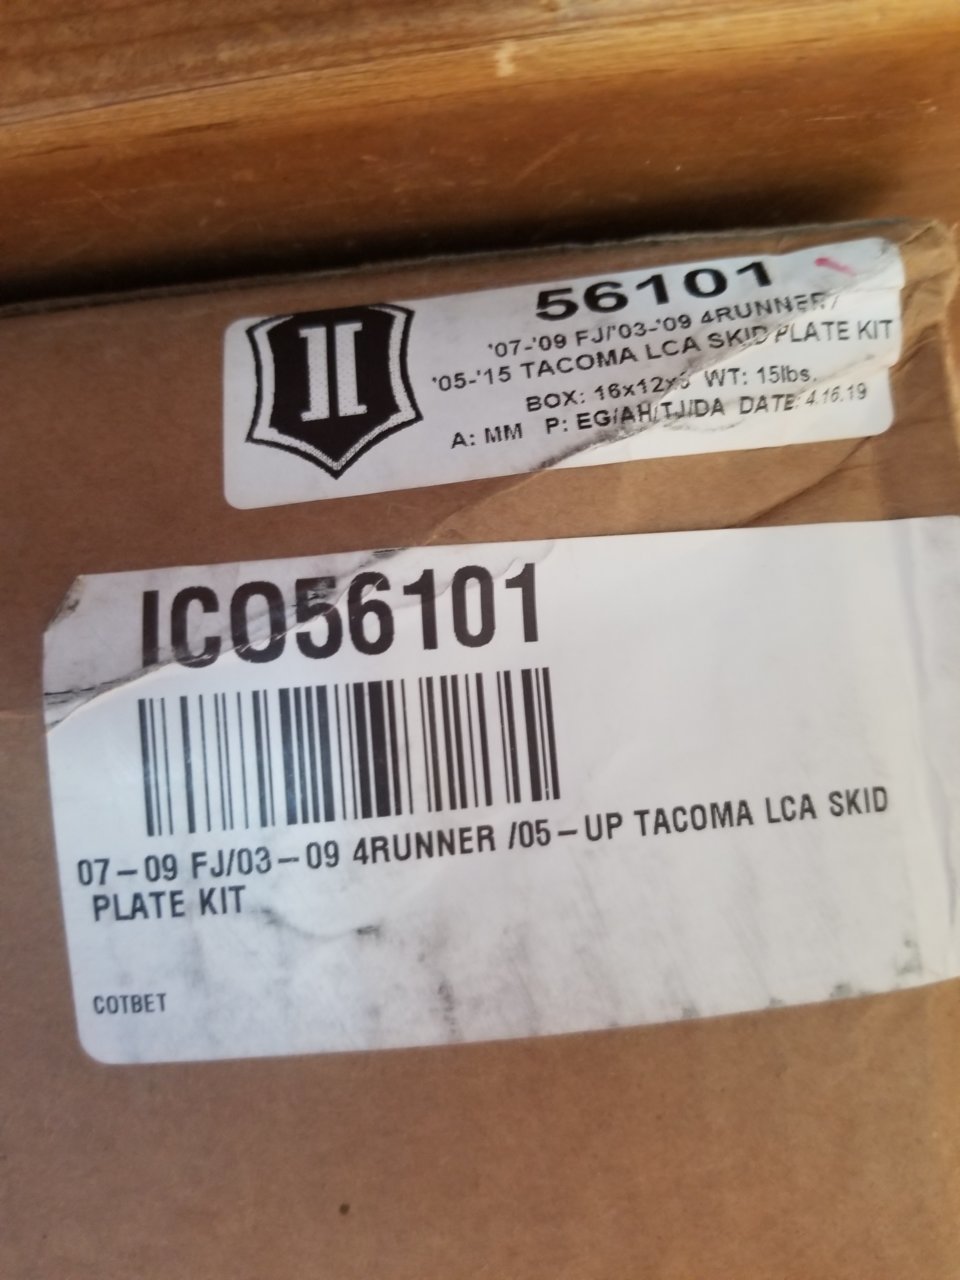 56101
'07-'09 FJ/'03-'09 4RUNNER/
'05-'15 TACOMA LCA SKID PLATE KIT
BOX: WT: 15lbs.
A: MM P: EG/AH/TJ/DA DATE: 4.16.19
ICO56101
07-09 FJ/03-09 4RUNNER /05-UP TACOMA LCA SKID
PLATE KIT
COTBET